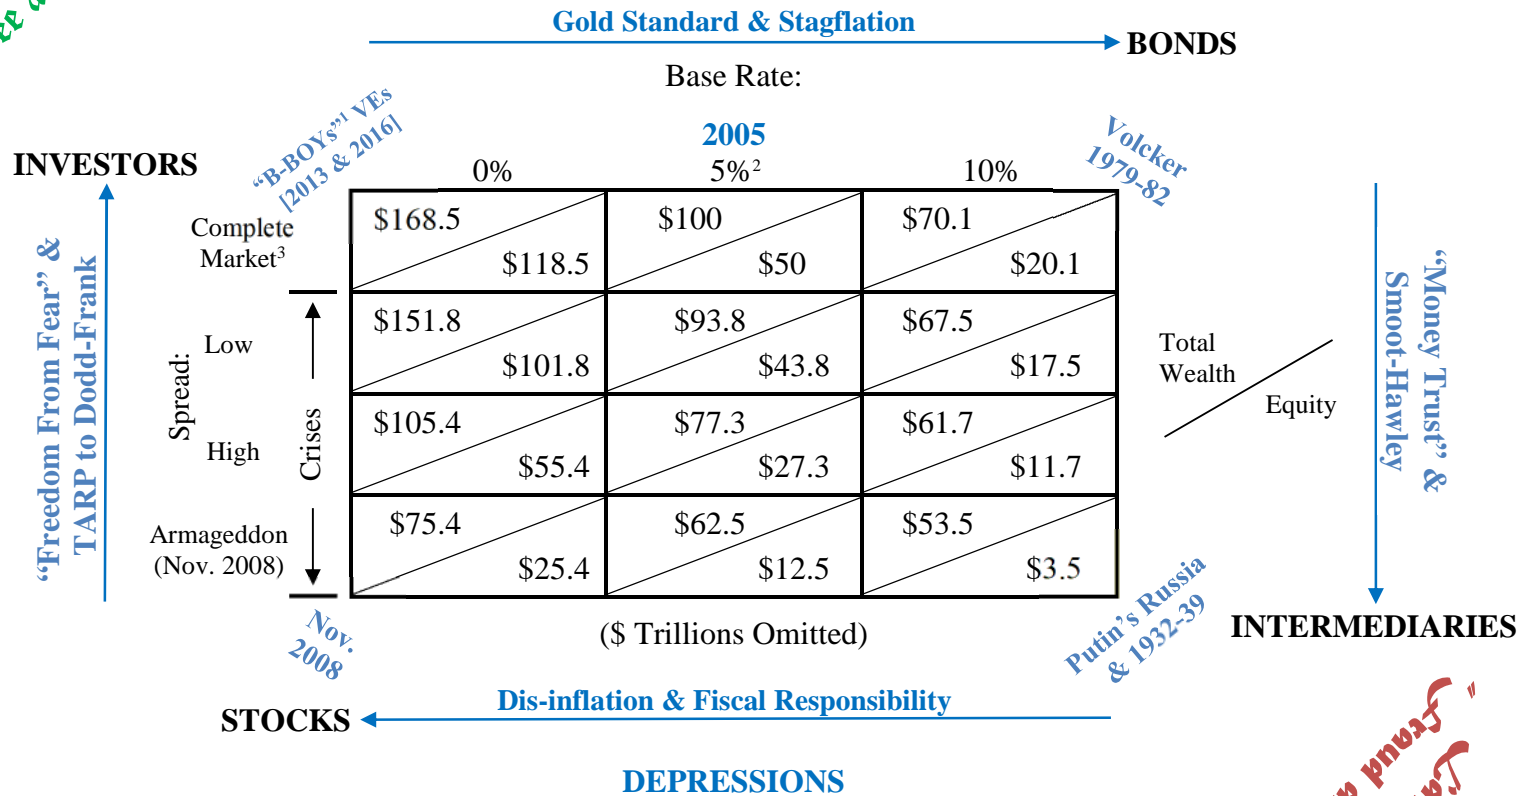 Gold Standard & Stagflation
BONDS
Base Rate:
2005
"B-BOYs"¹ VEs
[2013 & 2016]
Volcker
1979-82
INVESTORS
0%
5%²
10%
Complete
Market³
$168.5
$118.5
$100
$50
$70.1
$20.1
Spread:
Crises
Low
$151.8
$101.8
$93.8
$43.8
$67.5
$17.5
High
$105.4
$55.4
$77.3
$27.3
$61.7
$11.7
Armageddon
(Nov. 2008)
$75.4
$25.4
$62.5
$12.5
$53.5
$3.5
"Freedom From Fear" &
TARP to Dodd-Frank
Total
Wealth
Equity
"Money Trust" &
Smoot-Hawley
Nov.
2008
($ Trillions Omitted)
Putin's Russia
& 1932-39
INTERMEDIARIES
Dis-inflation & Fiscal Responsibility
STOCKS
DEPRESSIONS